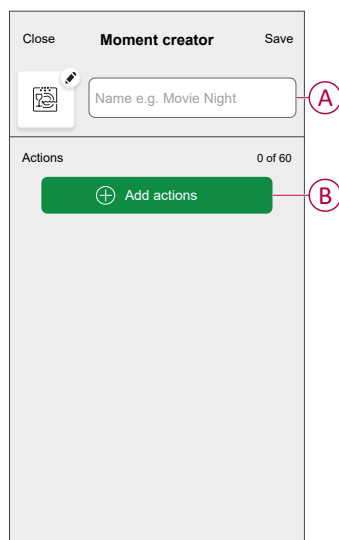 Close Moment creator Save
Name e.g. Movie Night
A
Actions 0 of 60
Add actions
B